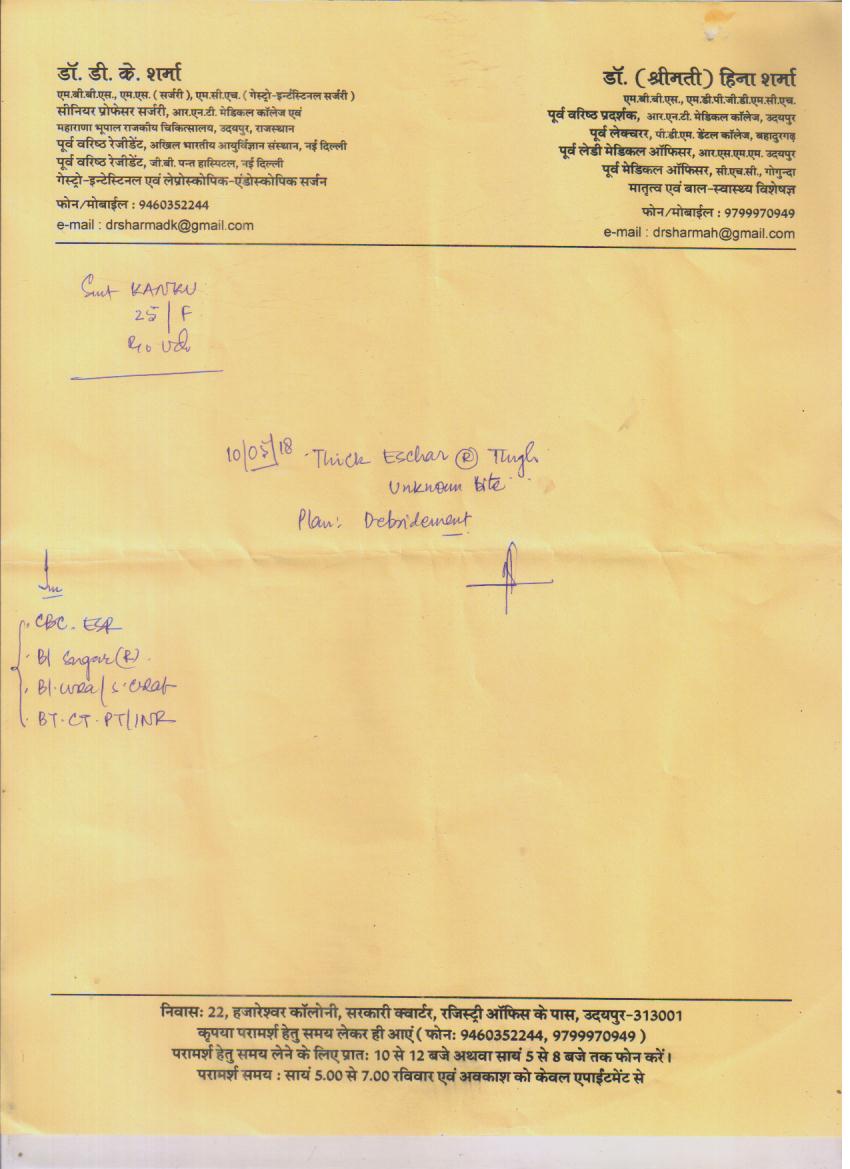 डॉ. डी. के. शर्मा
एम.बी.बी.एस., एम.एस. ( सर्जरी ), एम.सी.एच. ( गेस्ट्रो-इन्टेस्टिनल सर्जरी )
सीनियर प्रोफेसर सर्जरी, आर.एन.टी. मेडिकल कॉलेज एवं
महाराणा भूपाल राजकीय चिकित्सालय, उदयपुर, राजस्थान
पूर्व वरिष्ठ रेजीडेंट, अखिल भारतीय आयुर्विज्ञान संस्थान, नई दिल्ली
पूर्व वरिष्ठ रेजीडेंट, जी.बी. पन्त हास्पिटल, नई दिल्ली
गेस्ट्रो-इन्टेस्टिनल एवं लेप्रोस्कोपिक-एंडोस्कोपिक सर्जन
फोन/मोबाईल : 9460352244
e-mail : drsharmadk@gmail.com
डॉ. (श्रीमती) हिना शर्मा
एम.बी.बी.एस., एम.डी.पी.जी.डी.एम.सी.एच.
पूर्व वरिष्ठ प्रदर्शक, आर.एन.टी. मेडिकल कॉलेज, उदयपुर
पूर्व लेक्चरर, पी.डी.एम. डेंटल कॉलेज, बहादुरगढ़
पूर्व लेडी मेडिकल ऑफिसर, आर.एस.एम.एम. उदयपुर
पूर्व मेडिकल ऑफिसर, सी.एच.सी., गोगुन्दा
मातृत्व एवं बाल-स्वास्थ्य विशेषज्ञ
फोन/मोबाईल : 9799970949
e-mail : drsharmah@gmail.com
Smt KANKU
25 | F
10/05/18 Thick Eschar (R) Thigh
Unknown bite
Plan: Debridement
CBC. ESR
Bl Sugar (R)
Bl. urea / S. Creat
BT. CT. PT/INR
निवास: 22, हजारेश्वर कॉलोनी, सरकारी क्वार्टर, रजिस्ट्री ऑफिस के पास, उदयपुर-313001
कृपया परामर्श हेतु समय लेकर ही आएं ( फोन: 9460352244, 9799970949 )
परामर्श हेतु समय लेने के लिए प्रात: 10 से 12 बजे अथवा सायं 5 से 8 बजे तक फोन करें।
परामर्श समय : सायं 5.00 से 7.00 रविवार एवं अवकाश को केवल एपाईंटमेंट से